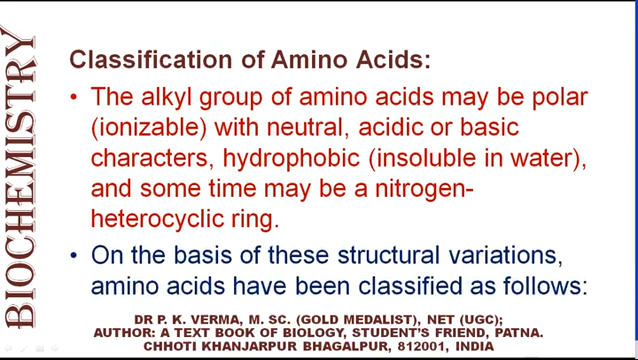 BIOCHEMISTRY
Classification of Amino Acids:
• The alkyl group of amino acids may be polar
(ionizable) with neutral, acidic or basic
characters, hydrophobic (insoluble in water),
and some time may be a nitrogen-
heterocyclic ring.
• On the basis of these structural variations,
amino acids have been classified as follows:
DR P. K. VERMA, M. SC. (GOLD MEDALIST), NET (UGC);
AUTHOR: A TEXT BOOK OF BIOLOGY, STUDENT'S FRIEND, PATNA.
CHHOTI KHANJARPUR BHAGALPUR, 812001, INDIA